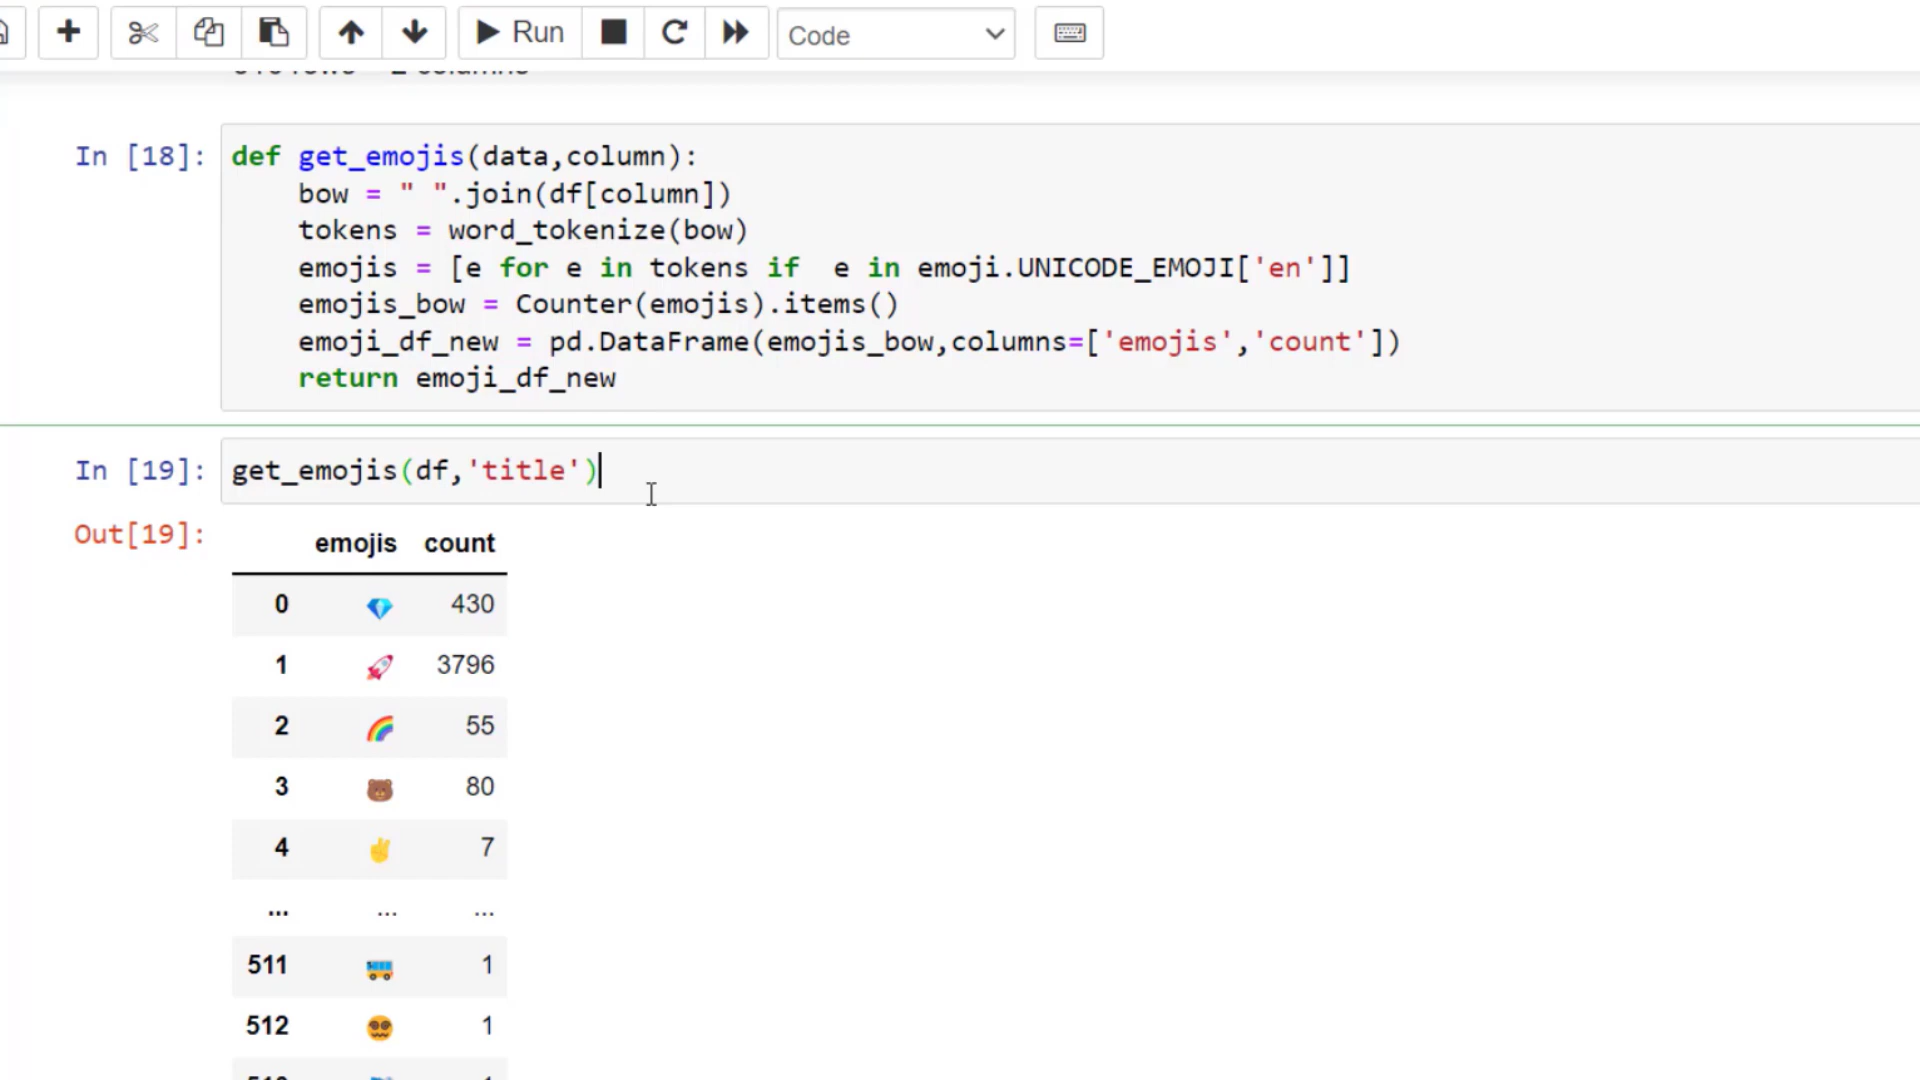 Run Code
In [18]: def get_emojis(data,column):
bow = " ".join(df[column])
tokens = word_tokenize(bow)
emojis = [e for e in tokens if  e in emoji.UNICODE_EMOJI['en']]
emojis_bow = Counter(emojis).items()
emoji_df_new = pd.DataFrame(emojis_bow,columns=['emojis','count'])
return emoji_df_new
In [19]: get_emojis(df,'title')
Out[19]: emojis count
0 💎 430
1 🚀 3796
2 🌈 55
3 🐻 80
4 ✌ 7
... ... ...
511 🚌 1
512 😵‍💫 1